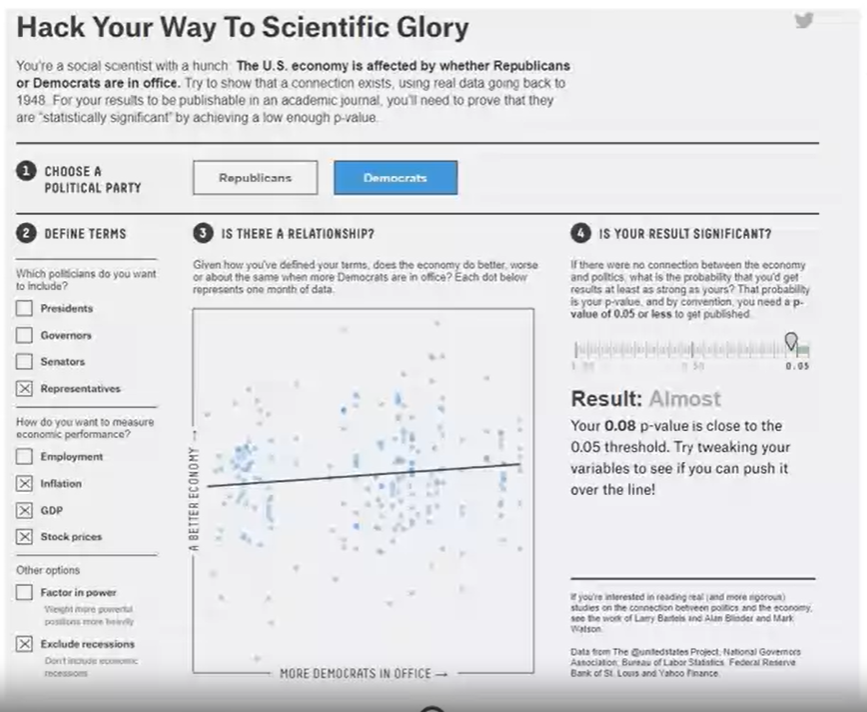 Hack Your Way To Scientific Glory
You're a social scientist with a hunch: The U.S. economy is affected by whether Republicans
or Democrats are in office. Try to show that a connection exists, using real data going back to
1948. For your results to be publishable in an academic journal, you'll need to prove that they
are "statistically significant" by achieving a low enough p-value.
1 CHOOSE A
POLITICAL PARTY
Republicans
Democrats
2 DEFINE TERMS
Which politicians do you want
to include?
Presidents
Governors
Senators
Representatives
How do you want to measure
economic performance?
Employment
Inflation
GDP
Stock prices
Other options
Factor in power
Weight more powerful
positions more heavily
Exclude recessions
Don't include economic
recessions
3 IS THERE A RELATIONSHIP?
Given how you've defined your terms, does the economy do better, worse
or about the same when more Democrats are in office? Each dot below
represents one month of data.
A BETTER ECONOMY →
MORE DEMOCRATS IN OFFICE →
4 IS YOUR RESULT SIGNIFICANT?
If there were no connection between the economy
and politics, what is the probability that you'd get
results at least as strong as yours? That probability
is your p-value, and by convention, you need a p-
value of 0.05 or less to get published.
1.00 0.50 0.05
Result: Almost
Your 0.08 p-value is close to the
0.05 threshold. Try tweaking your
variables to see if you can push it
over the line!
If you're interested in reading real (and more rigorous)
studies on the connection between politics and the economy,
see the work of Larry Bartels and Alan Blinder and Mark
Watson.
Data from The @unitedstates Project, National Governors
Association, Bureau of Labor Statistics, Federal Reserve
Bank of St. Louis and Yahoo Finance.